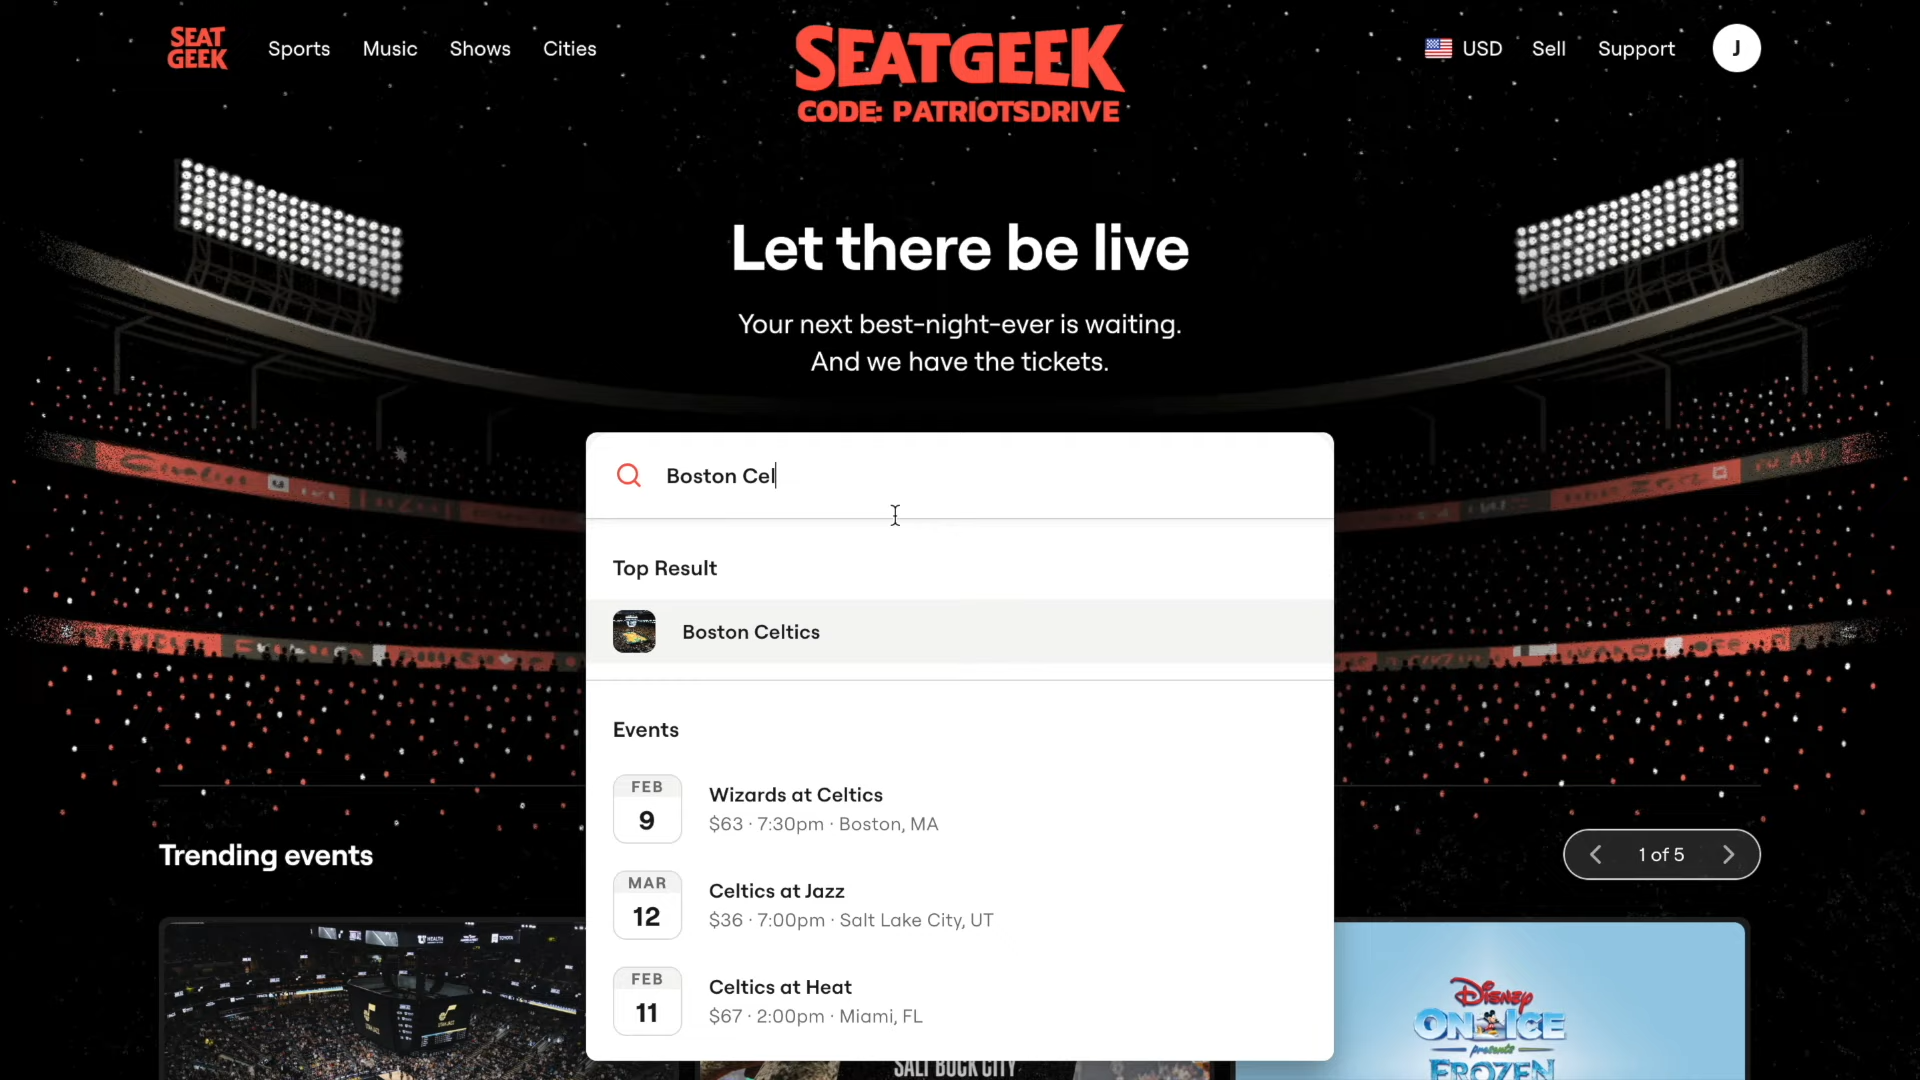 SEAT
GEEK
Sports
Music
Shows
Cities
SEATGEEK
CODE: PATRIOTSDRIVE
USD
Sell
Support
J
Let there be live
Your next best-night-ever is waiting.
And we have the tickets.
Boston Cel
Top Result
Boston Celtics
Events
FEB
9
Wizards at Celtics
$63 · 7:30pm · Boston, MA
MAR
12
Celtics at Jazz
$36 · 7:00pm · Salt Lake City, UT
FEB
11
Celtics at Heat
$67 · 2:00pm · Miami, FL
Trending events
1 of 5
SALT BUCK CITY
Disney
ON ICE
presents
FROZEN